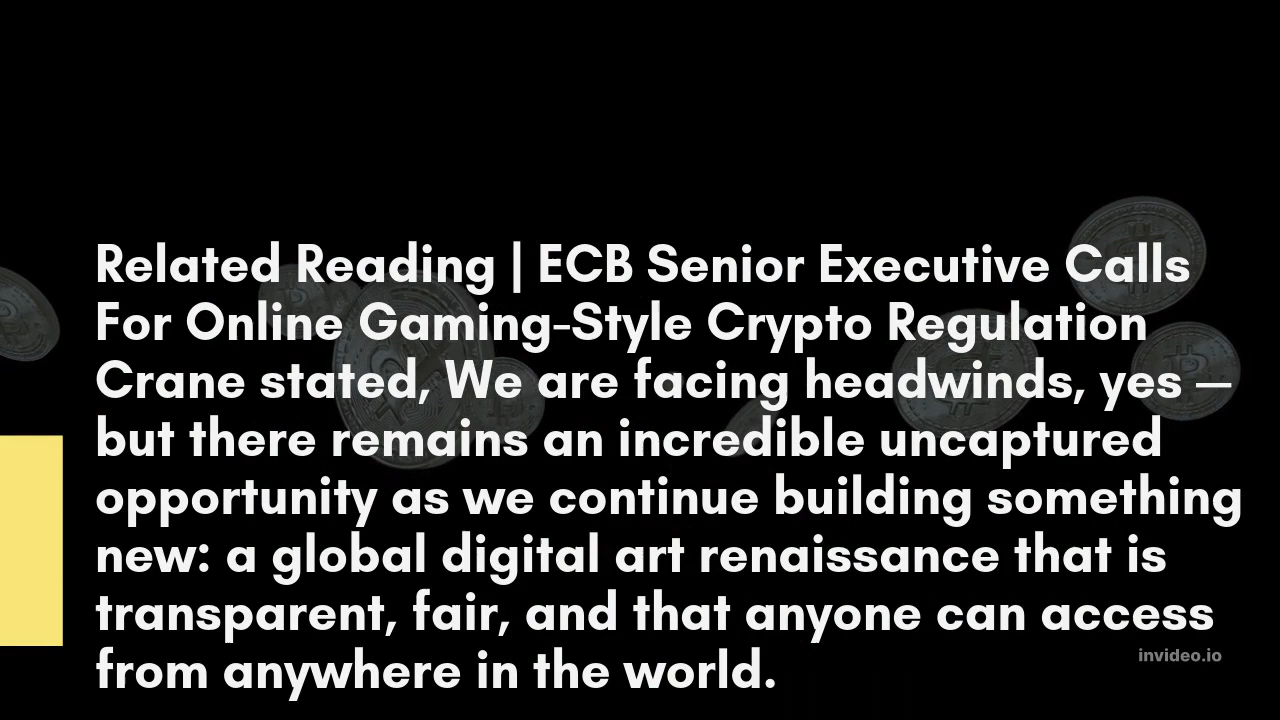 Related Reading | ECB Senior Executive Calls
For Online Gaming-Style Crypto Regulation
Crane stated, We are facing headwinds, yes —
but there remains an incredible uncaptured
opportunity as we continue building something
new: a global digital art renaissance that is
transparent, fair, and that anyone can access
from anywhere in the world.
invideo.io